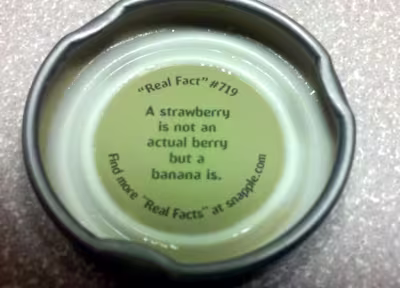 "Real Fact" #719
A strawberry
is not an
actual berry
but a
banana is.
Find more "Real Facts" at snapple.com